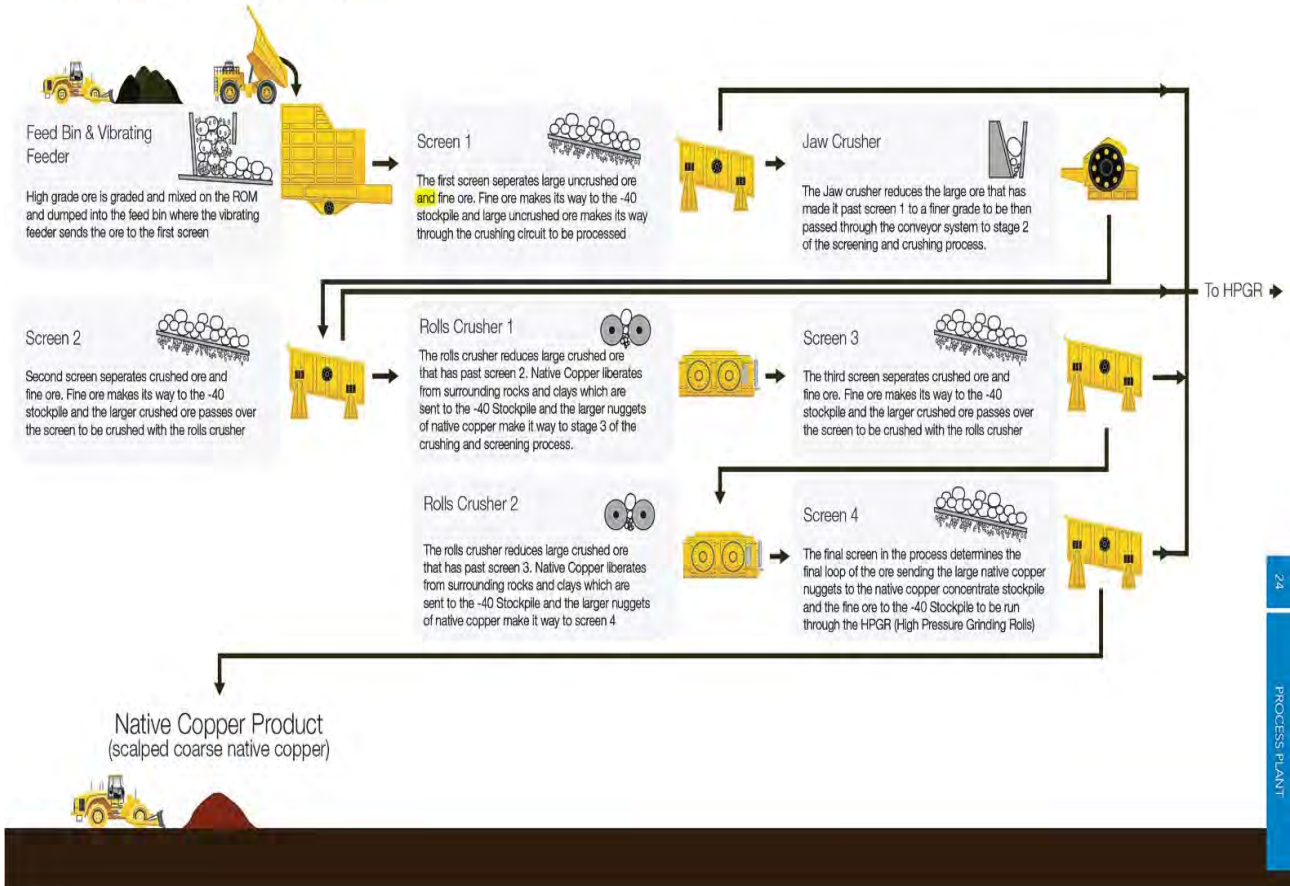 Feed Bin & Vibrating
Feeder
High grade ore is graded and mixed on the ROM
and dumped into the feed bin where the vibrating
feeder sends the ore to the first screen
Screen 1
The first screen seperates large uncrushed ore
and fine ore. Fine ore makes its way to the -40
stockpile and large uncrushed ore makes its way
through the crushing circuit to be processed
Jaw Crusher
The Jaw crusher reduces the large ore that has
made it past screen 1 to a finer grade to be then
passed through the conveyor system to stage 2
of the screening and crushing process.
To HPGR
Screen 2
Second screen seperates crushed ore and
fine ore. Fine ore makes its way to the -40
stockpile and the larger crushed ore passes over
the screen to be crushed with the rolls crusher
Rolls Crusher 1
The rolls crusher reduces large crushed ore
that has past screen 2. Native Copper liberates
from surrounding rocks and clays which are
sent to the -40 Stockpile and the larger nuggets
of native copper make it way to stage 3 of the
crushing and screening process.
Screen 3
The third screen seperates crushed ore and
fine ore. Fine ore makes its way to the -40
stockpile and the larger crushed ore passes over
the screen to be crushed with the rolls crusher
Rolls Crusher 2
The rolls crusher reduces large crushed ore
that has past screen 3. Native Copper liberates
from surrounding rocks and clays which are
sent to the -40 Stockpile and the larger nuggets
of native copper make it way to screen 4
Screen 4
The final screen in the process determines the
final loop of the ore sending the large native copper
nuggets to the native copper concentrate stockpile
and the fine ore to the -40 Stockpile to be run
through the HPGR (High Pressure Grinding Rolls)
Native Copper Product
(scalped coarse native copper)
24
PROCESS PLANT